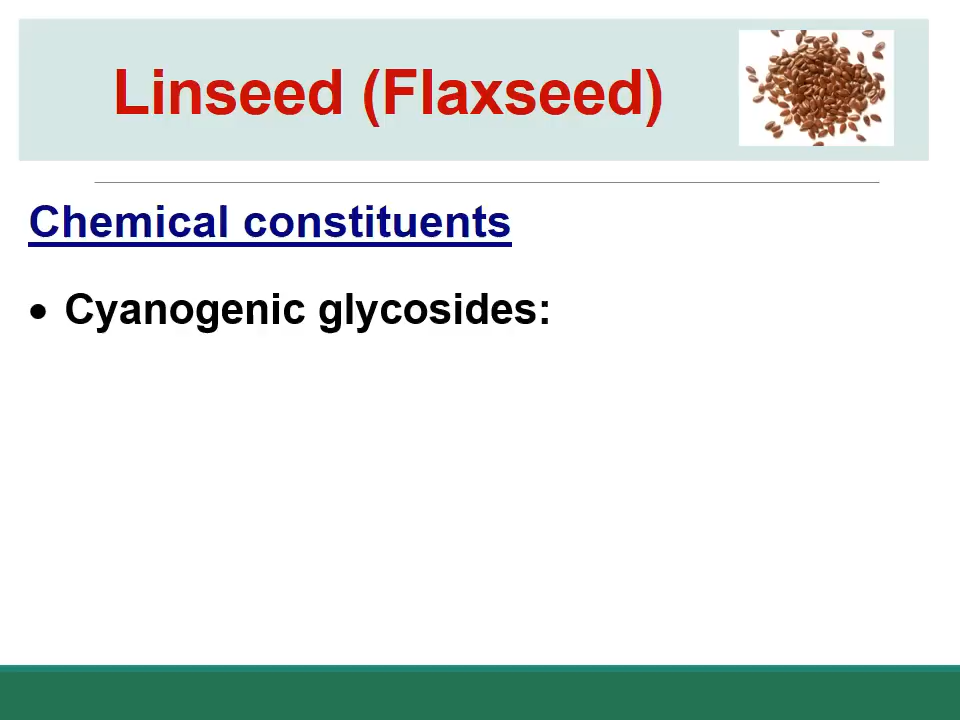 Linseed (Flaxseed)
Chemical constituents
• Cyanogenic glycosides: